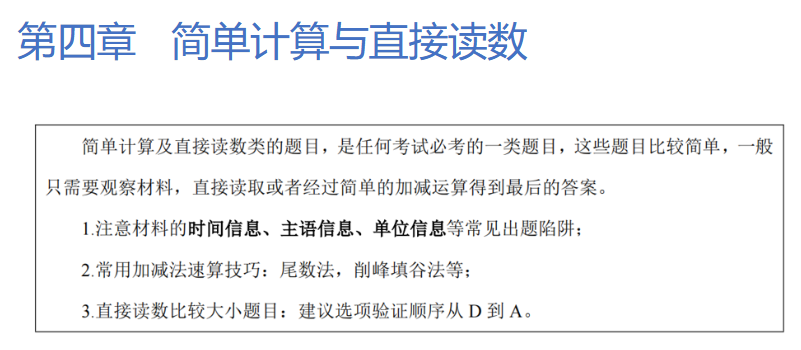 第四章　简单计算与直接读数
简单计算及直接读数类的题目，是任何考试必考的一类题目，这些题目比较简单，一般
只需要观察材料，直接读取或者经过简单的加减运算得到最后的答案。
1.注意材料的时间信息、主语信息、单位信息等常见出题陷阱；
2.常用加减法速算技巧：尾数法，削峰填谷法等；
3.直接读数比较大小题目：建议选项验证顺序从 D 到 A。